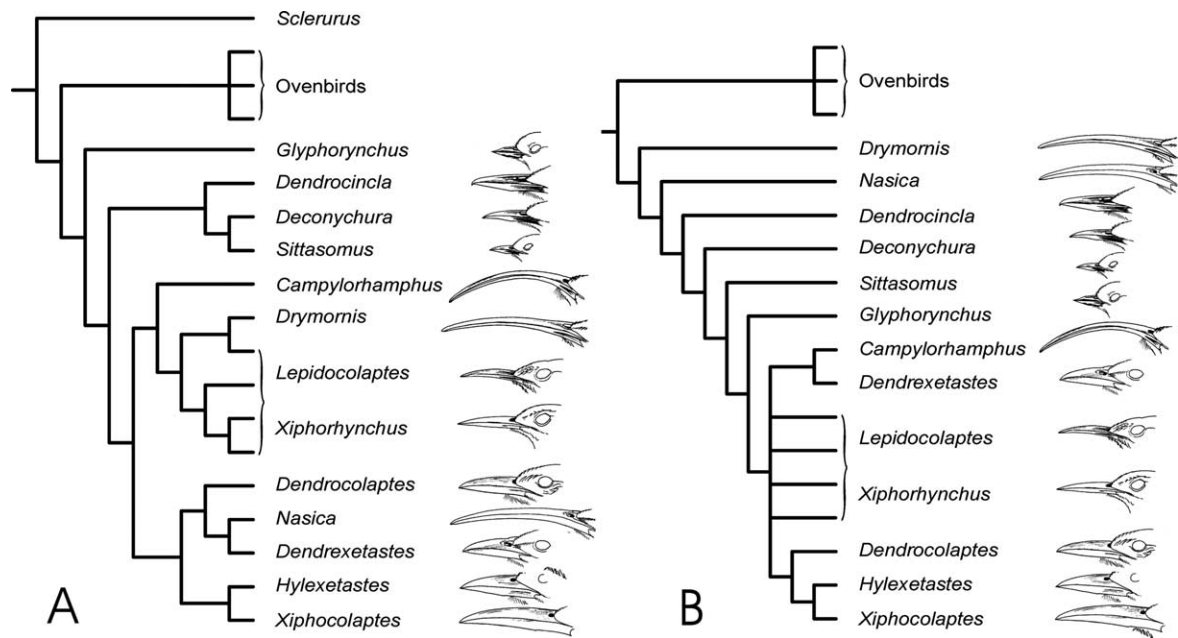 Sclerurus
Ovenbirds
Glyphorynchus
Dendrocincla
Deconychura
Sittasomus
Campylorhamphus
Drymornis
Lepidocolaptes
Xiphorhynchus
Dendrocolaptes
Nasica
Dendrexetastes
Hylexetastes
Xiphocolaptes
A
Ovenbirds
Drymornis
Nasica
Dendrocincla
Deconychura
Sittasomus
Glyphorynchus
Campylorhamphus
Dendrexetastes
Lepidocolaptes
Xiphorhynchus
Dendrocolaptes
Hylexetastes
Xiphocolaptes
B